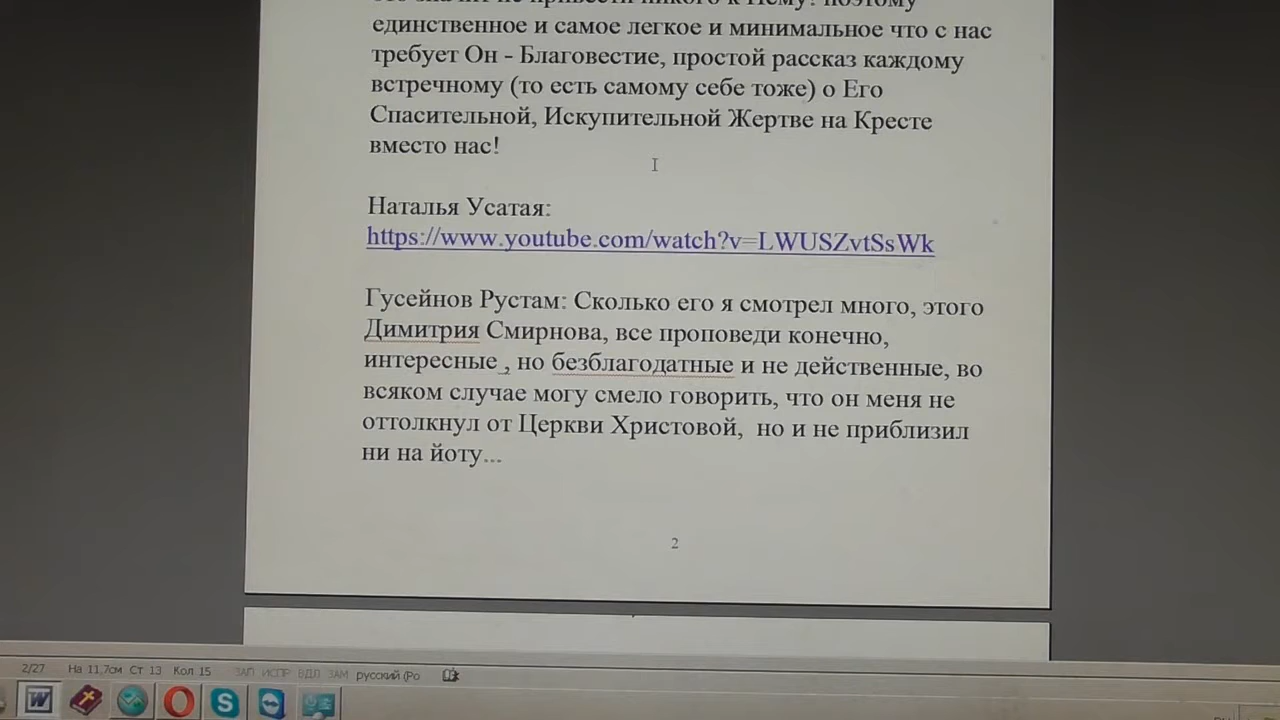 единственное и самое легкое и минимальное что с нас
требует Он - Благовестие, простой рассказ каждому
встречному (то есть самому себе тоже) о Его
Спасительной, Искупительной Жертве на Кресте
вместо нас!
Наталья Усатая:
https://www.youtube.com/watch?v=LWUSZvtSsWk
Гусейнов Рустам: Сколько его я смотрел много, этого
Димитрия Смирнова, все проповеди конечно,
интересные , но безблагодатные и не действенные, во
всяком случае могу смело говорить, что он меня не
оттолкнул от Церкви Христовой,  но и не приблизил
ни на йоту...
2
2/27 На 11,7см Ст 13 Кол 15 ЗАП ИСПР ВДЛ ЗАМ русский (Ро